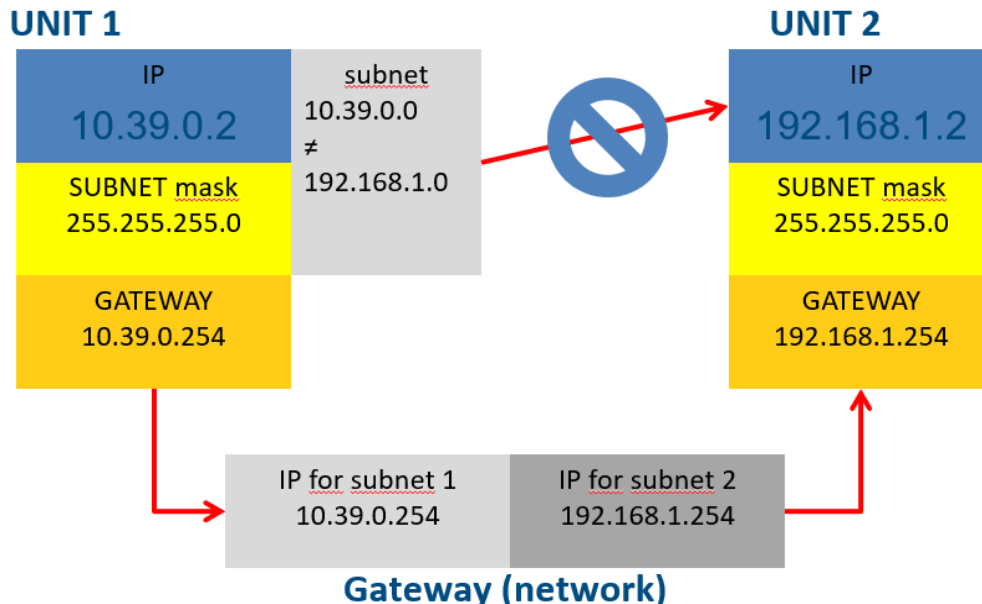 UNIT 1
UNIT 2
IP
10.39.0.2
subnet
10.39.0.0
≠
192.168.1.0
IP
192.168.1.2
SUBNET mask
255.255.255.0
SUBNET mask
255.255.255.0
GATEWAY
10.39.0.254
GATEWAY
192.168.1.254
IP for subnet 1
10.39.0.254
IP for subnet 2
192.168.1.254
Gateway (network)